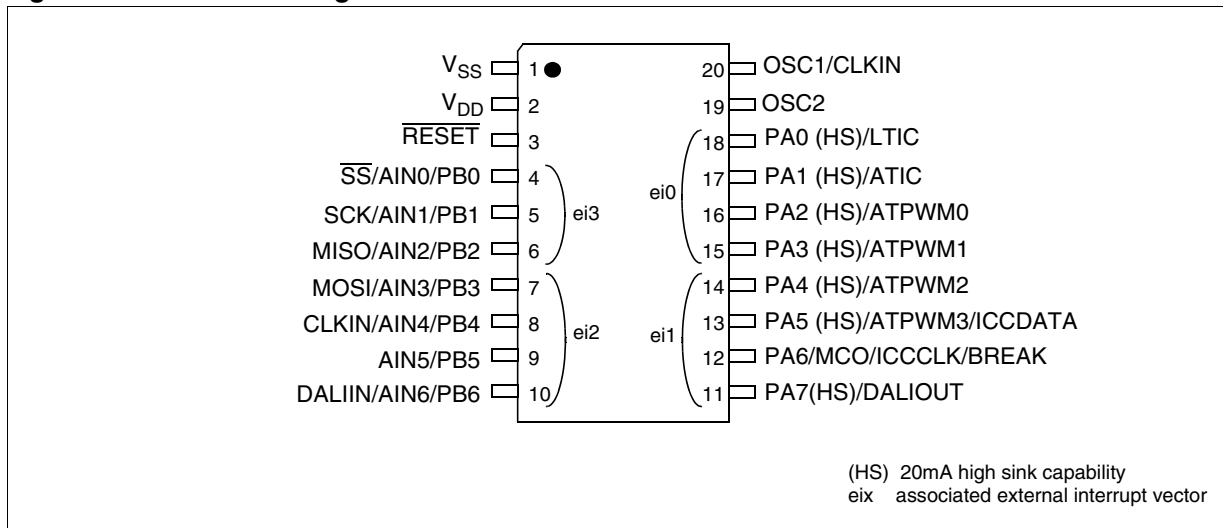 V_SS 1 20 OSC1/CLKIN
V_DD 2 19 OSC2
RESET 3 18 PA0 (HS)/LTIC
SS/AIN0/PB0 4 17 PA1 (HS)/ATIC
SCK/AIN1/PB1 5 ei3 ei0 16 PA2 (HS)/ATPWM0
MISO/AIN2/PB2 6 15 PA3 (HS)/ATPWM1
MOSI/AIN3/PB3 7 14 PA4 (HS)/ATPWM2
CLKIN/AIN4/PB4 8 ei2 ei1 13 PA5 (HS)/ATPWM3/ICCDATA
AIN5/PB5 9 12 PA6/MCO/ICCCLK/BREAK
DALIIN/AIN6/PB6 10 11 PA7(HS)/DALIOUT
(HS) 20mA high sink capability
eix associated external interrupt vector